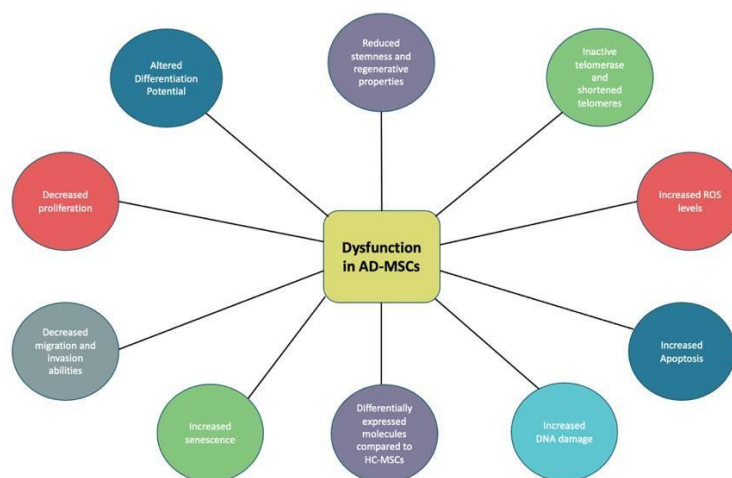 Altered
Differentiation
Potential
Reduced
stemness and
regenerative
properties
Inactive
telomerase
and
shortened
telomeres
Decreased
proliferation
Increased ROS
levels
Dysfunction
in AD-MSCs
Decreased
migration and
invasion
abilities
Increased
Apoptosis
Increased
senescence
Differentially
expressed
molecules
compared to
HC-MSCs
Increased
DNA damage